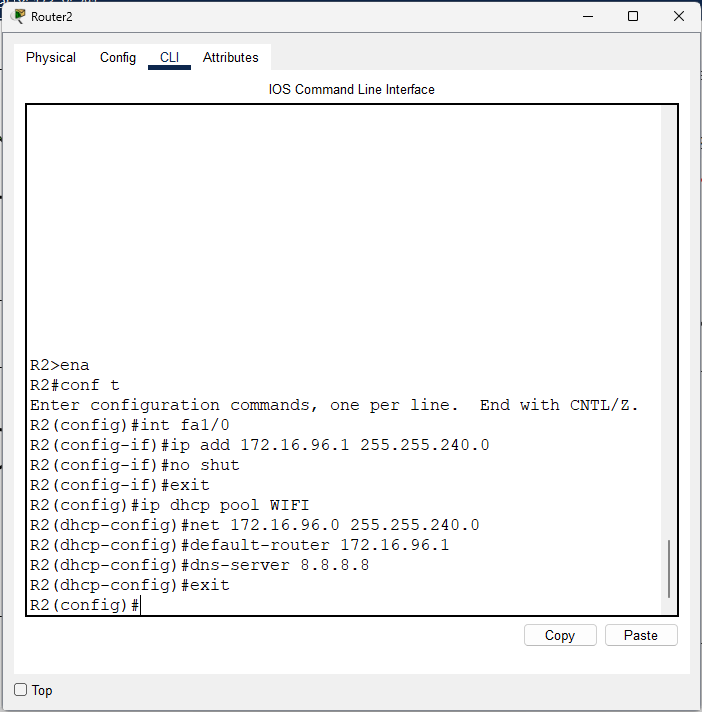 Router2
Physical Config CLI Attributes
IOS Command Line Interface
R2>ena
R2#conf t
Enter configuration commands, one per line.  End with CNTL/Z.
R2(config)#int fa1/0
R2(config-if)#ip add 172.16.96.1 255.255.240.0
R2(config-if)#no shut
R2(config-if)#exit
R2(config)#ip dhcp pool WIFI
R2(dhcp-config)#net 172.16.96.0 255.255.240.0
R2(dhcp-config)#default-router 172.16.96.1
R2(dhcp-config)#dns-server 8.8.8.8
R2(dhcp-config)#exit
R2(config)#
Copy Paste
Top